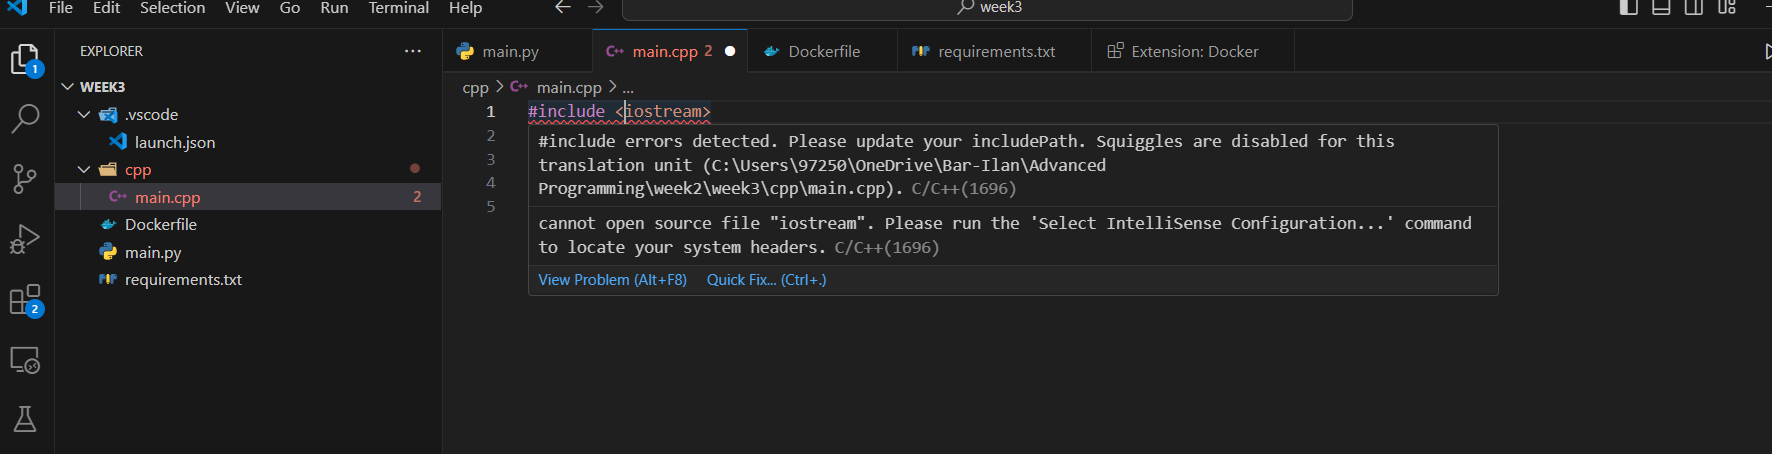 File Edit Selection View Go Run Terminal Help
week3
EXPLORER
main.py
main.cpp 2
Dockerfile
requirements.txt
Extension: Docker
1
WEEK3
cpp > main.cpp > ...
.vscode
launch.json
cpp
main.cpp 2
Dockerfile
main.py
requirements.txt
2
1 #include <iostream>
2
3
4
5
#include errors detected. Please update your includePath. Squiggles are disabled for this
translation unit (C:\Users\97250\OneDrive\Bar-Ilan\Advanced
Programming\week2\week3\cpp\main.cpp). C/C++(1696)
cannot open source file "iostream". Please run the 'Select IntelliSense Configuration...' command
to locate your system headers. C/C++(1696)
View Problem (Alt+F8) Quick Fix... (Ctrl+.)